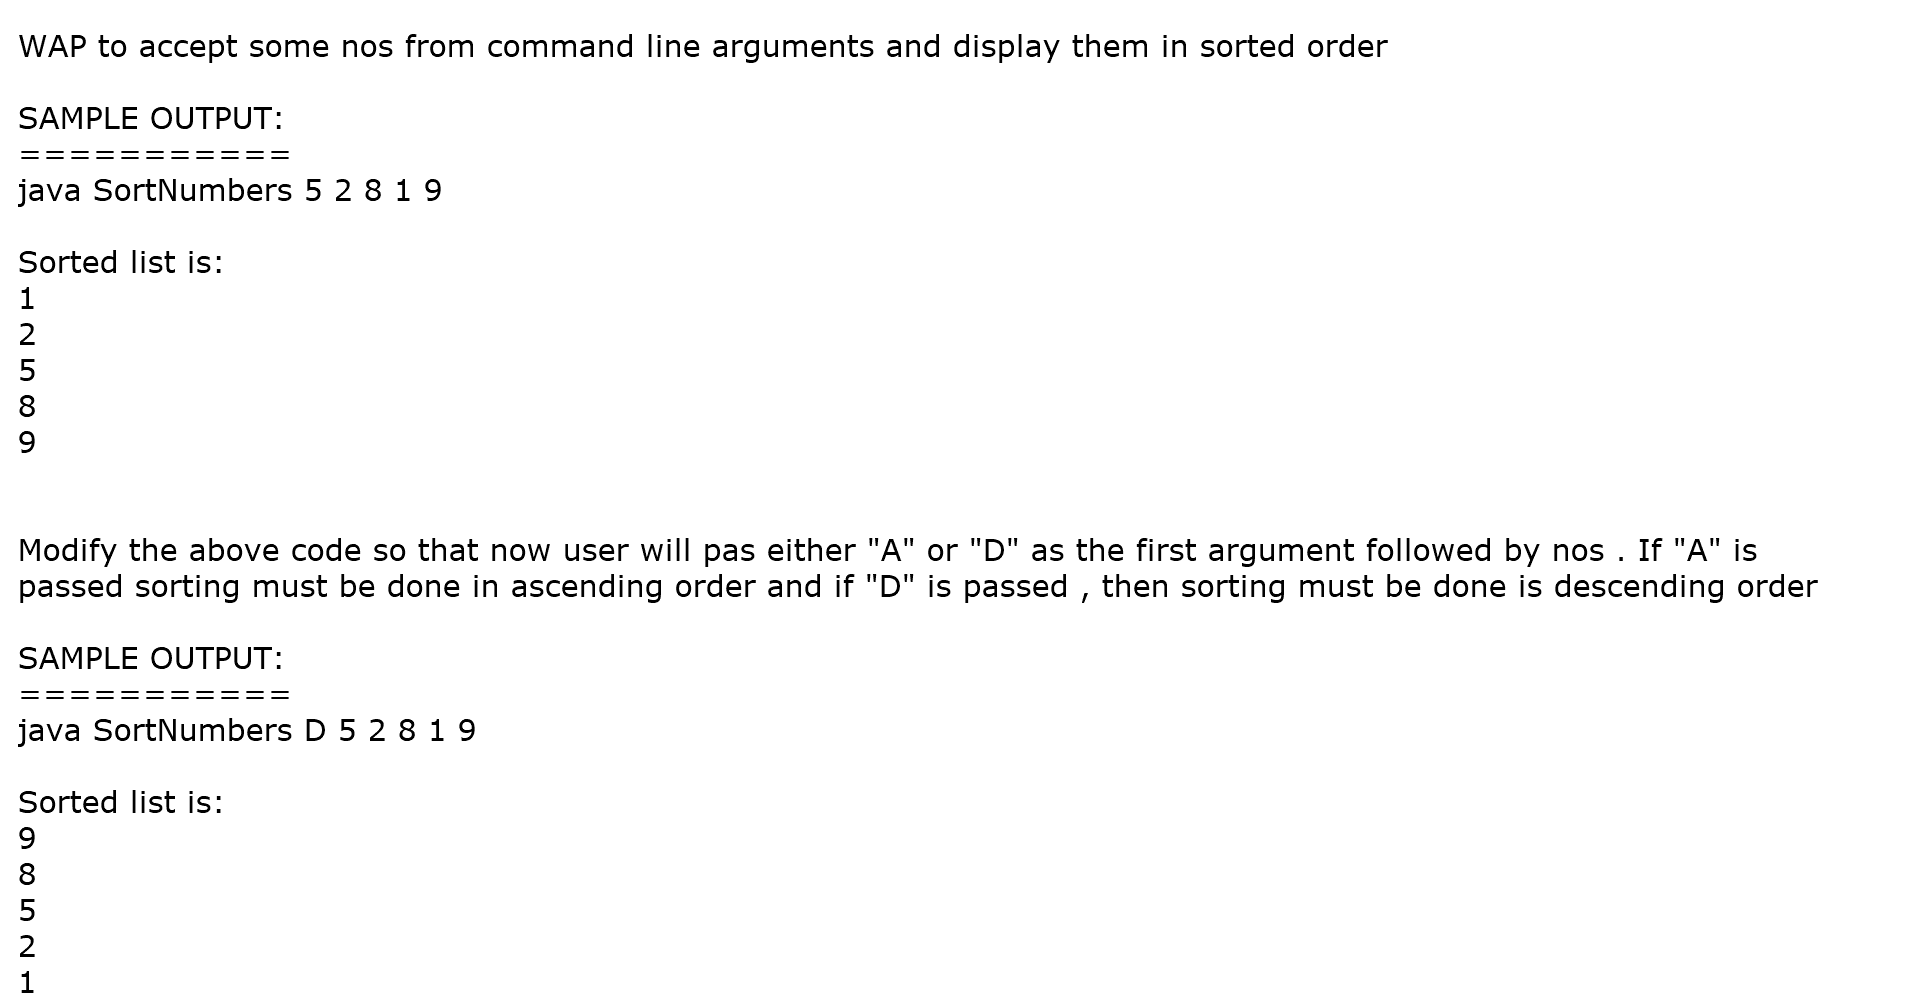 WAP to accept some nos from command line arguments and display them in sorted order
SAMPLE OUTPUT:
===========
java SortNumbers 5 2 8 1 9
Sorted list is:
1
2
5
8
9
Modify the above code so that now user will pas either "A" or "D" as the first argument followed by nos . If "A" is
passed sorting must be done in ascending order and if "D" is passed , then sorting must be done is descending order
SAMPLE OUTPUT:
===========
java SortNumbers D 5 2 8 1 9
Sorted list is:
9
8
5
2
1